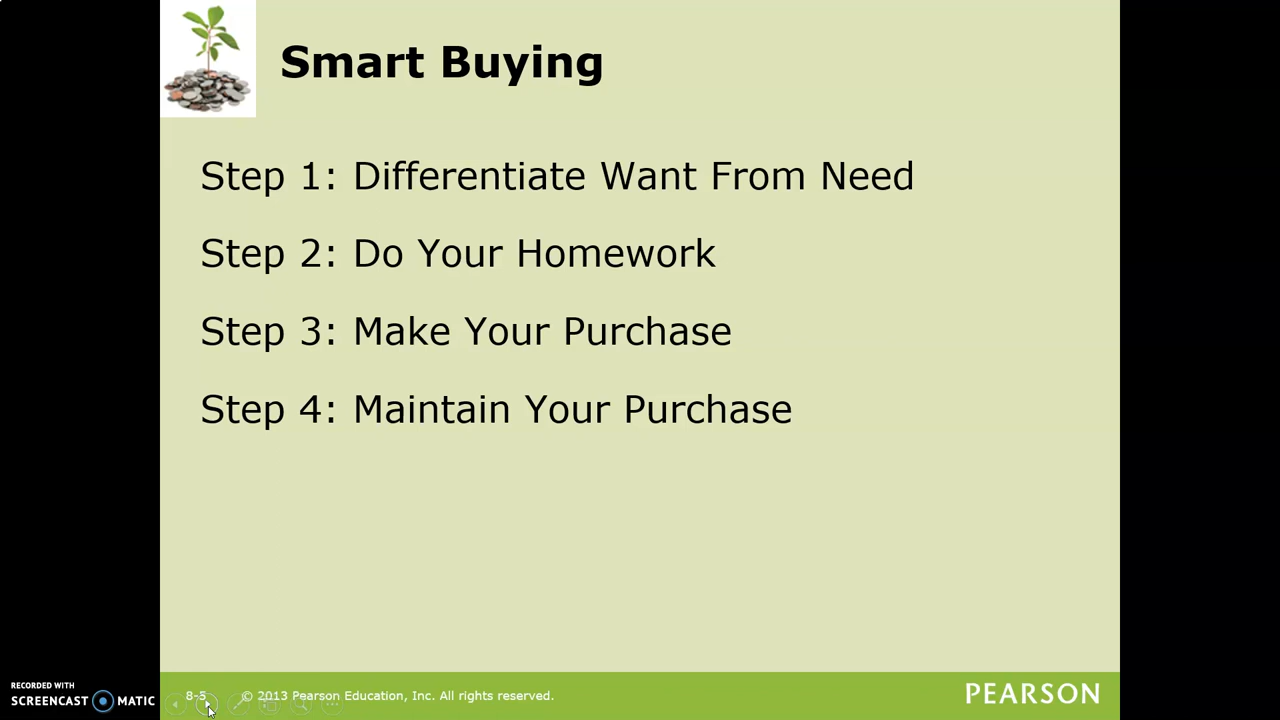 Smart Buying
Step 1: Differentiate Want From Need
Step 2: Do Your Homework
Step 3: Make Your Purchase
Step 4: Maintain Your Purchase
8-5 © 2013 Pearson Education, Inc. All rights reserved.
PEARSON
RECORDED WITH
SCREENCAST MATIC